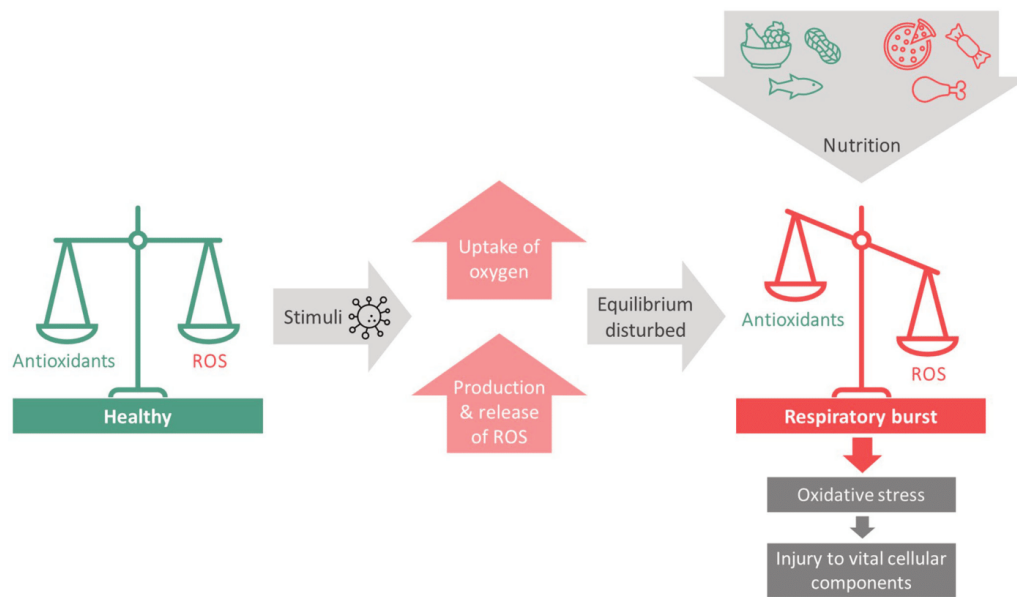 Nutrition
Antioxidants
ROS
Healthy
Stimuli
Uptake of
oxygen
Production
& release
of ROS
Equilibrium
disturbed
Antioxidants
ROS
Respiratory burst
Oxidative stress
Injury to vital cellular
components